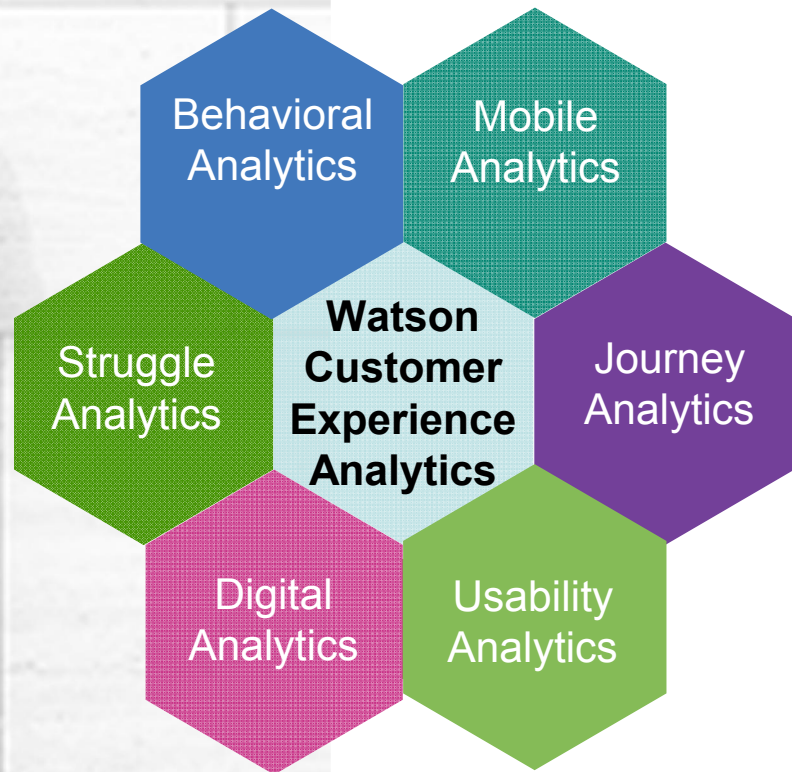 Behavioral
Analytics
Mobile
Analytics
Struggle
Analytics
Watson
Customer
Experience
Analytics
Journey
Analytics
Digital
Analytics
Usability
Analytics